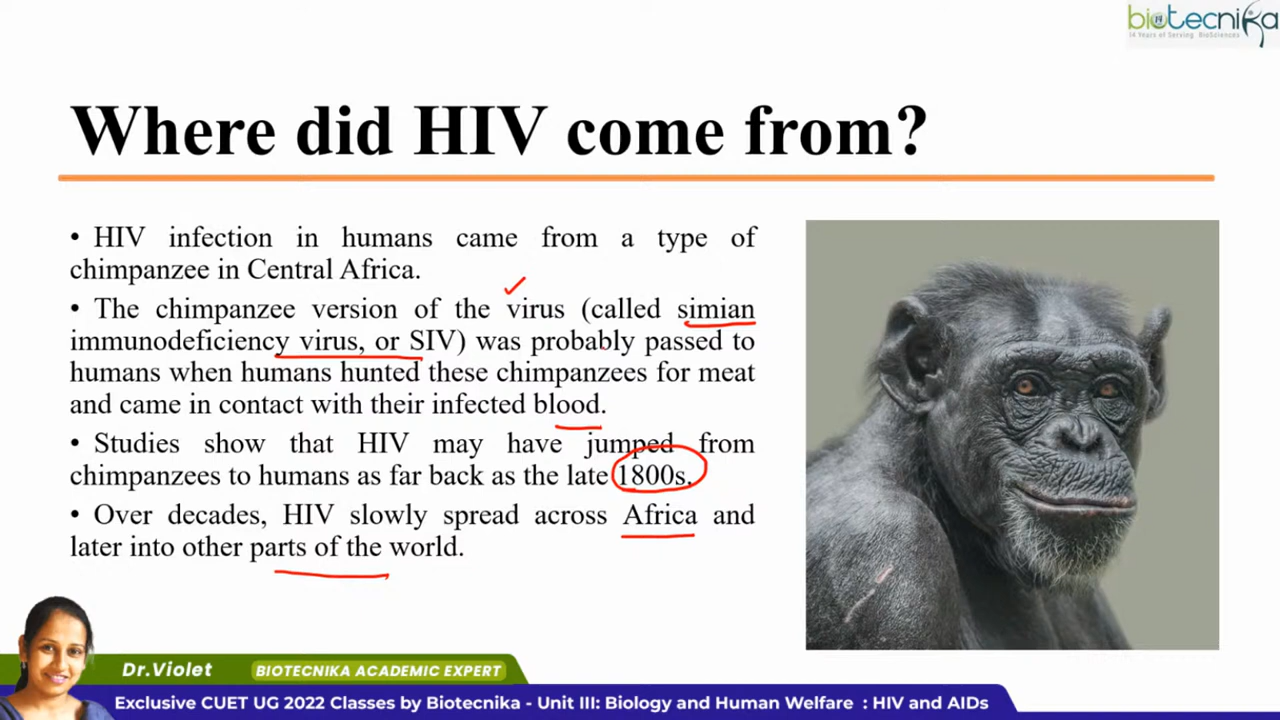 biotecnika
14 Years of Serving BioSciences
Where did HIV come from?
• HIV infection in humans came from a type of
chimpanzee in Central Africa.
• The chimpanzee version of the virus (called simian
immunodeficiency virus, or SIV) was probably passed to
humans when humans hunted these chimpanzees for meat
and came in contact with their infected blood.
• Studies show that HIV may have jumped from
chimpanzees to humans as far back as the late 1800s.
• Over decades, HIV slowly spread across Africa and
later into other parts of the world.
Dr.Violet BIOTECNIKA ACADEMIC EXPERT
Exclusive CUET UG 2022 Classes by Biotecnika - Unit III: Biology and Human Welfare : HIV and AIDs